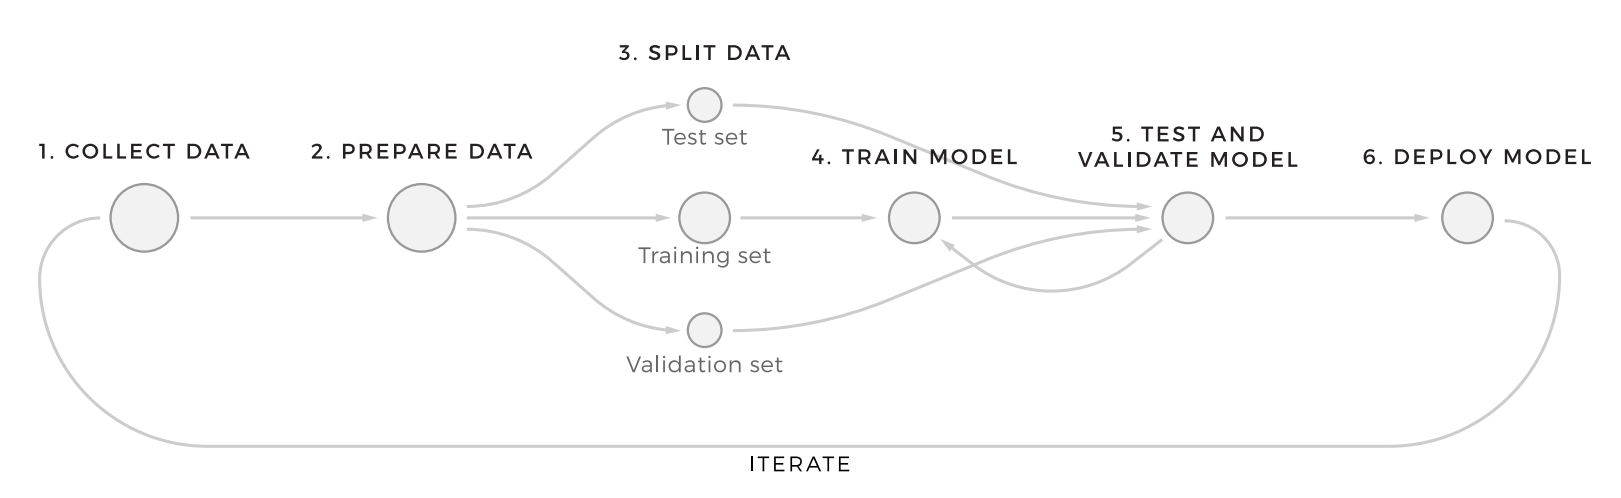 3. SPLIT DATA
Test set
1. COLLECT DATA
2. PREPARE DATA
Training set
Validation set
4. TRAIN MODEL
5. TEST AND
VALIDATE MODEL
6. DEPLOY MODEL
ITERATE